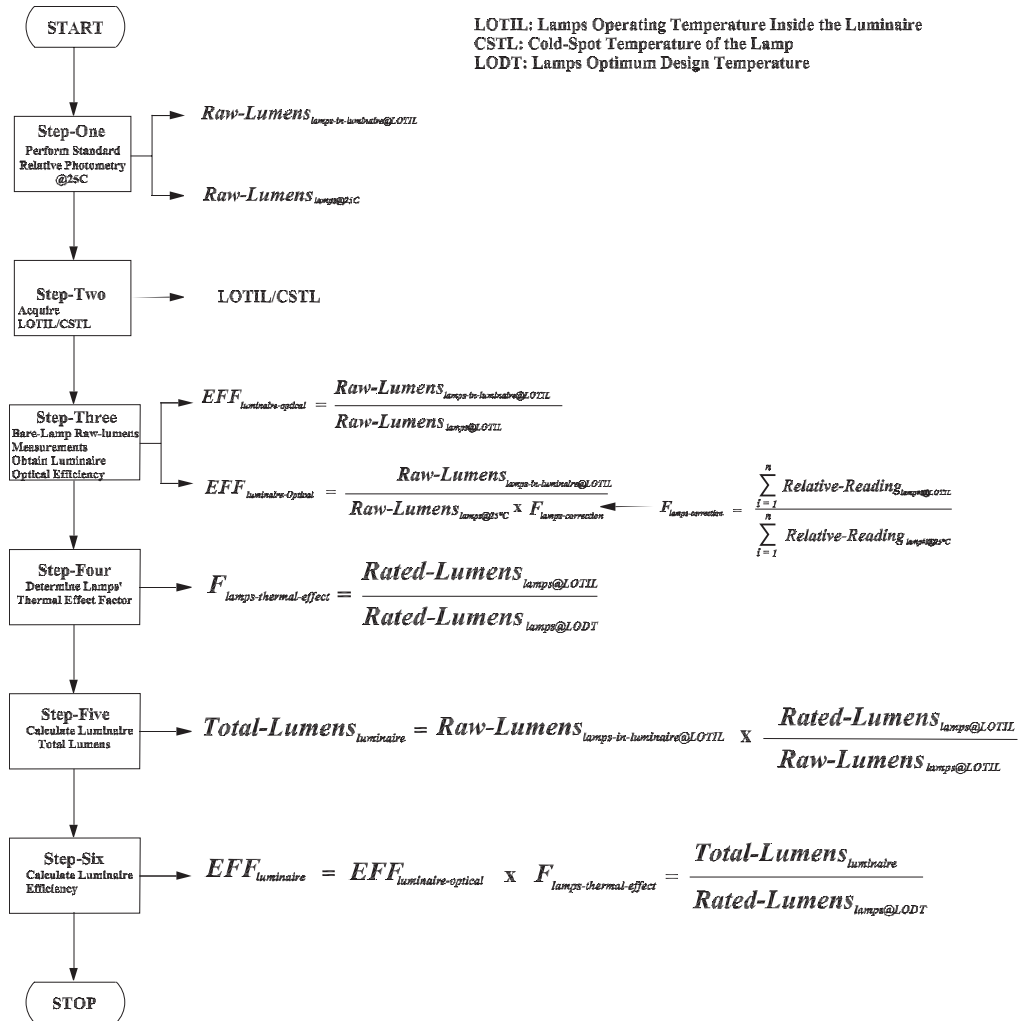 START
LOTIL: Lamps Operating Temperature Inside the Luminaire
CSTL: Cold-Spot Temperature of the Lamp
LODT: Lamps Optimum Design Temperature
Step-One
Perform Standard
Relative Photometry
@25C
Raw-Lumens lamps-in-luminaire@LOTIL
Raw-Lumens lamps@25C
Step-Two
Acquire
LOTIL/CSTL
LOTIL/CSTL
Step-Three
Bare-Lamp Raw-lumens
Measurements
Obtain Luminaire
Optical Efficiency
EFF luminaire-optical =
Raw-Lumens lamps-in-luminaire@LOTIL
Raw-Lumens lamps@LOTIL
EFF luminaire-Optical =
Raw-Lumens lamps-in-luminaire@LOTIL
Raw-Lumens lamps@25°C x F lamps-correction
F lamps-correction =
n
∑ Relative-Reading lamps@LOTIL
i = 1
n
∑ Relative-Reading lamps@25°C
i = 1
Step-Four
Determine Lamps'
Thermal Effect Factor
F lamps-thermal-effect =
Rated-Lumens lamps@LOTIL
Rated-Lumens lamps@LODT
Step-Five
Calculate Luminaire
Total Lumens
Total-Lumens luminaire = Raw-Lumens lamps-in-luminaire@LOTIL x
Rated-Lumens lamps@LOTIL
Raw-Lumens lamps@LOTIL
Step-Six
Calculate Luminaire
Efficiency
EFF luminaire = EFF luminaire-optical x F lamps-thermal-effect =
Total-Lumens luminaire
Rated-Lumens lamps@LODT
STOP